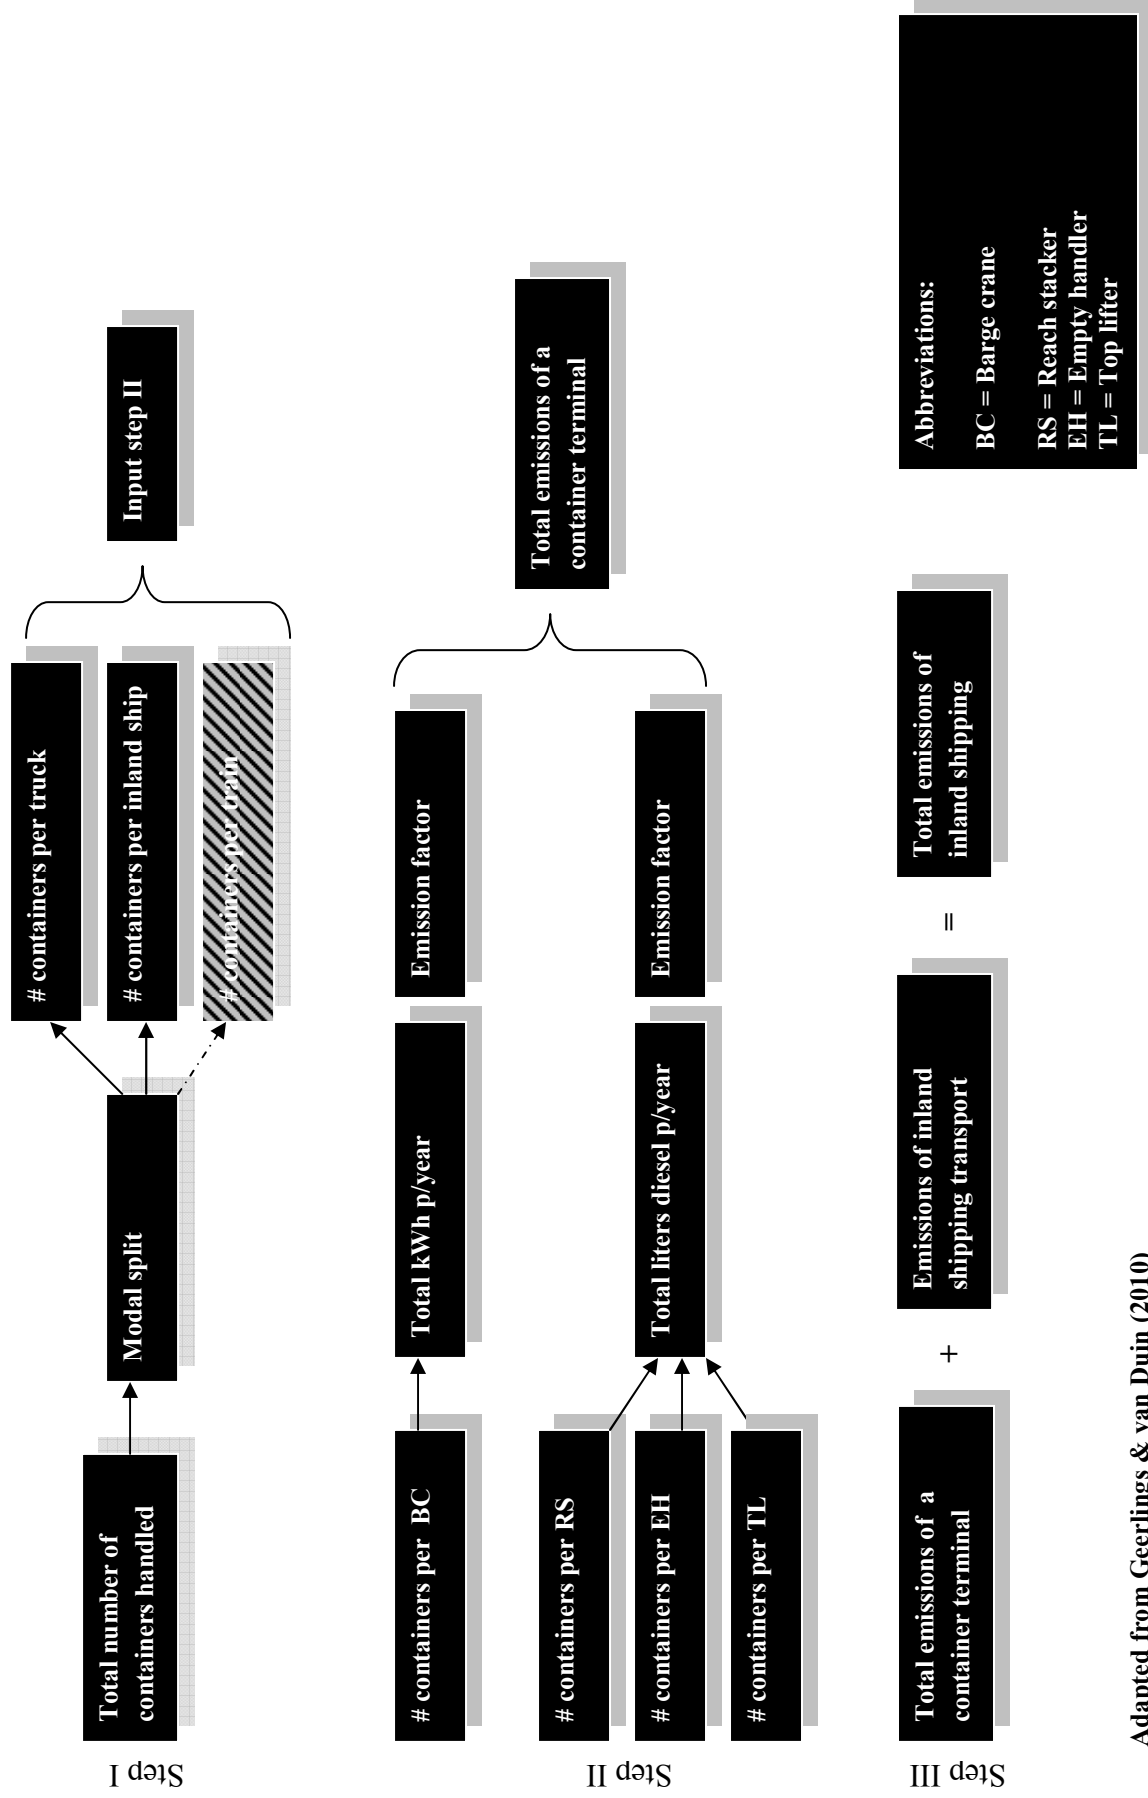 Step I
Total number of
containers handled
Modal split
# containers per truck
# containers per inland ship
# containers per train
Input step II
Step II
# containers per BC
Total kWh p/year
Emission factor
# containers per RS
# containers per EH
# containers per TL
Total liters diesel p/year
Emission factor
Total emissions of a
container terminal
Step III
Total emissions of a
container terminal
+
Emissions of inland
shipping transport
=
Total emissions of
inland shipping
Abbreviations:
BC = Barge crane
RS = Reach stacker
EH = Empty handler
TL = Top lifter
Adapted from Geerlings & van Duin (2010)